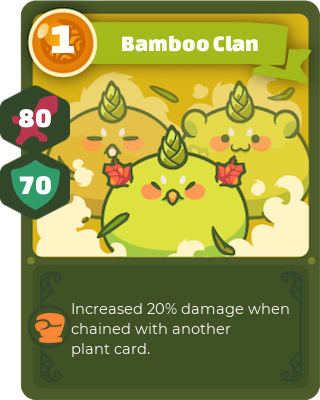 1
Bamboo Clan
80
70
Increased 20% damage when
chained with another
plant card.